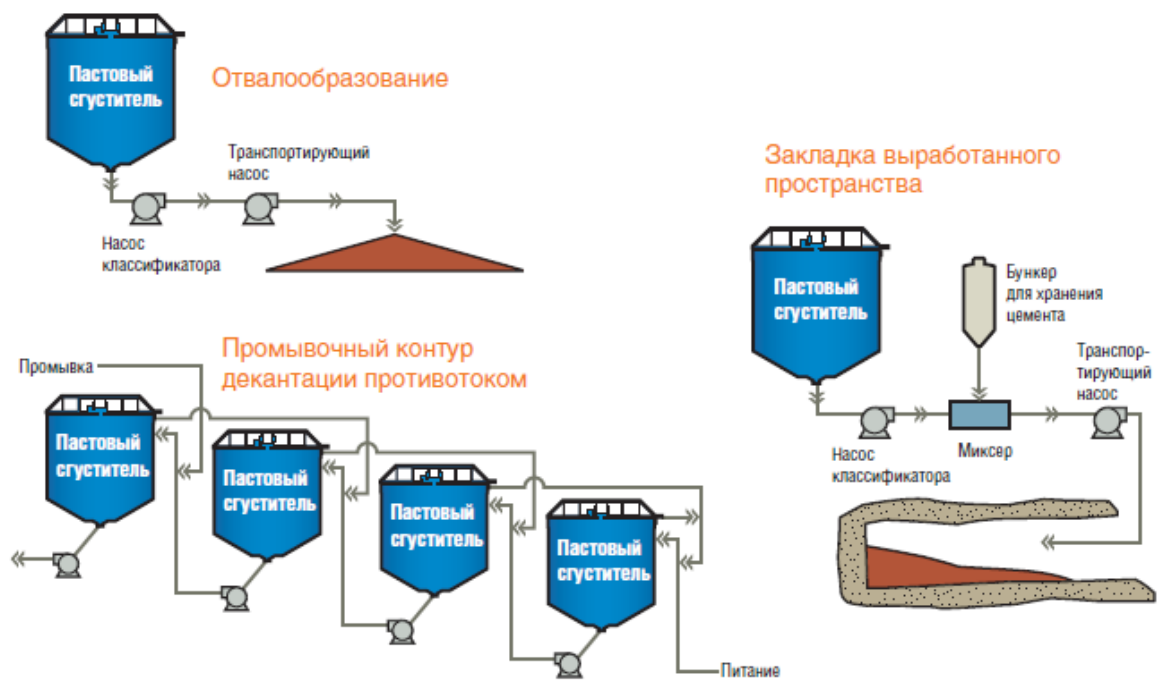 Пастовый
сгуститель
Отвалообразование
Транспортирующий
насос
Насос
классификатора
Закладка выработанного
пространства
Пастовый
сгуститель
Бункер
для хранения
цемента
Транспор-
тирующий
насос
Насос
классификатора
Миксер
Промывочный контур
декантации противотоком
Промывка
Пастовый
сгуститель
Пастовый
сгуститель
Пастовый
сгуститель
Пастовый
сгуститель
Питание